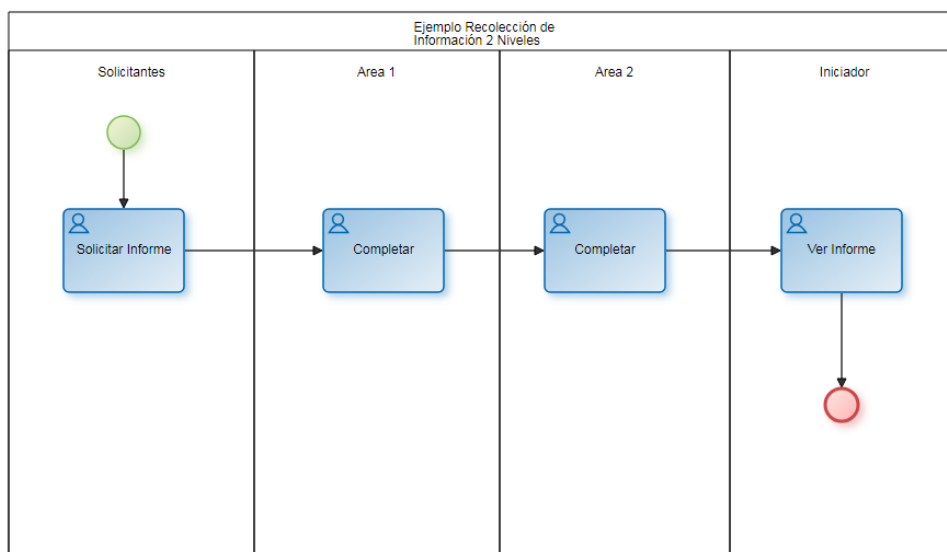 Ejemplo Recolección de
Información 2 Niveles
Solicitantes
Area 1
Area 2
Iniciador
Solicitar Informe
Completar
Completar
Ver Informe